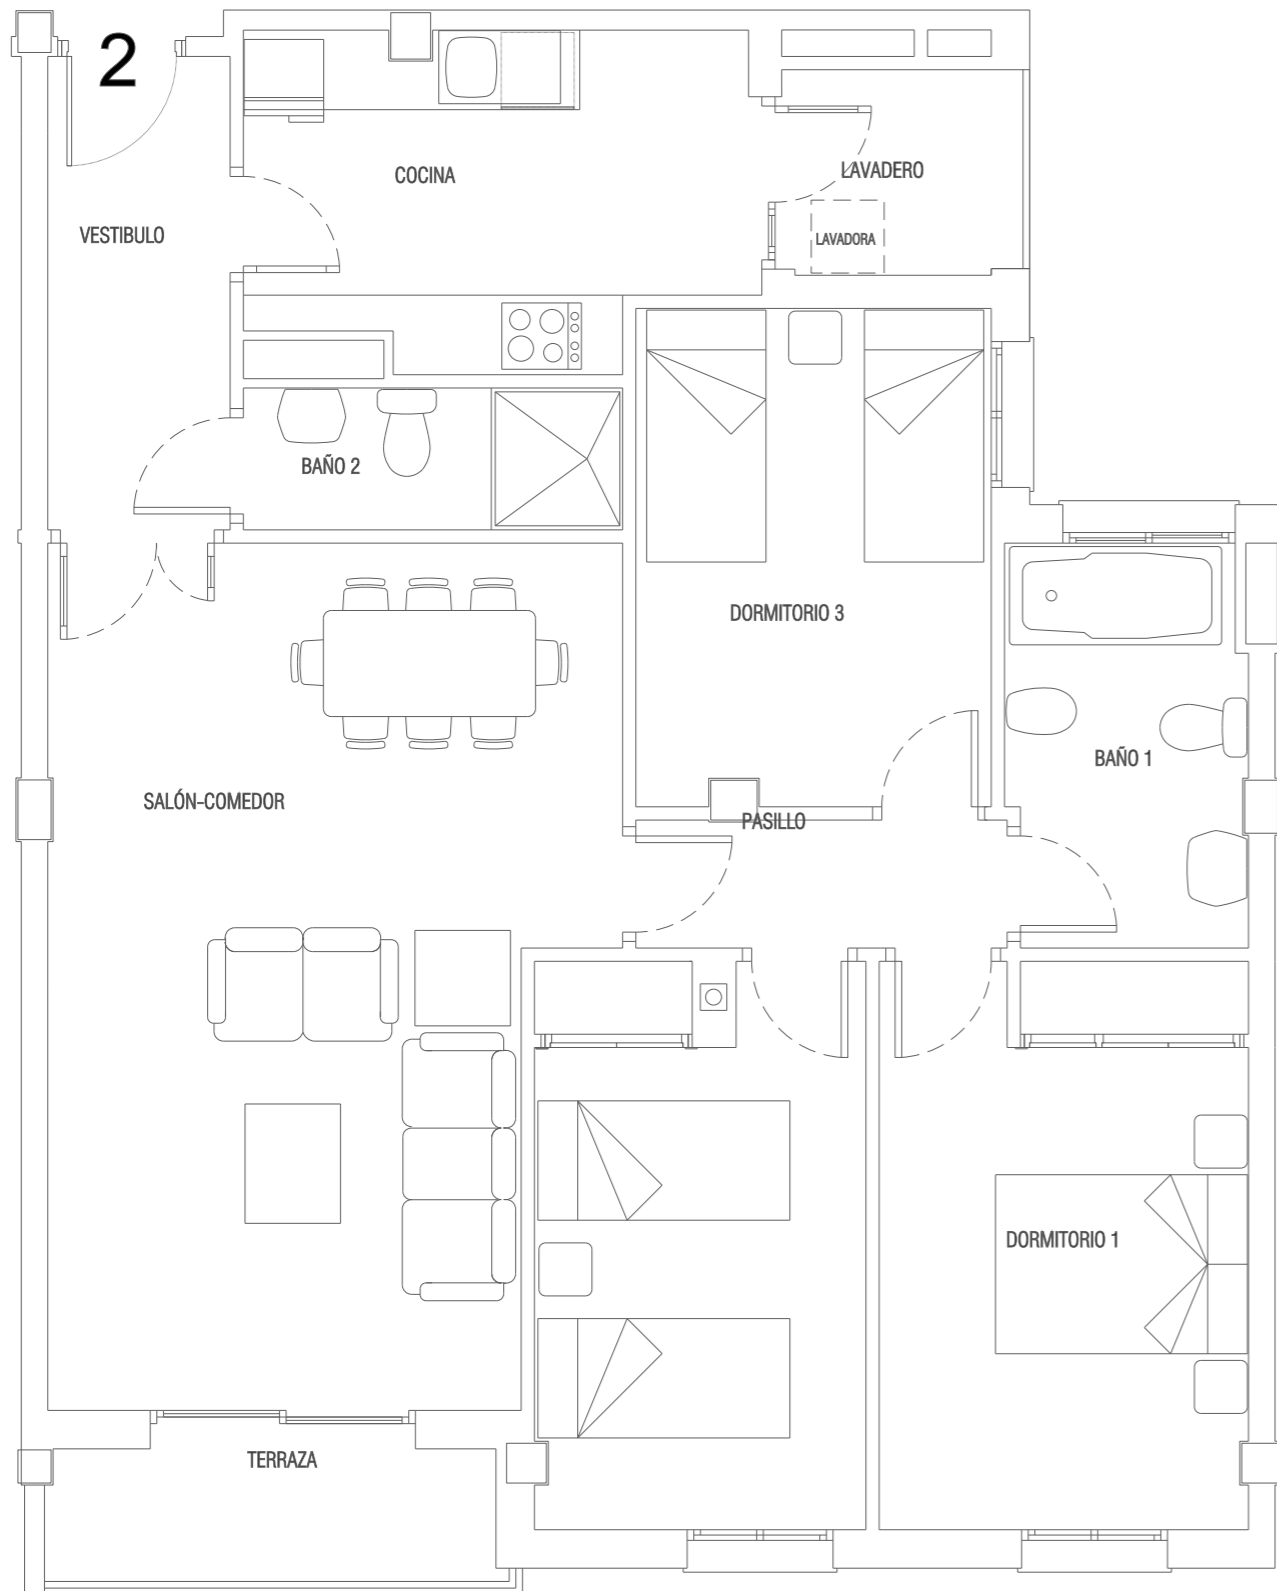 2
COCINA
LAVADERO
VESTIBULO
LAVADORA
BAÑO 2
DORMITORIO 3
BAÑO 1
SALÓN-COMEDOR
PASILLO
DORMITORIO 1
TERRAZA